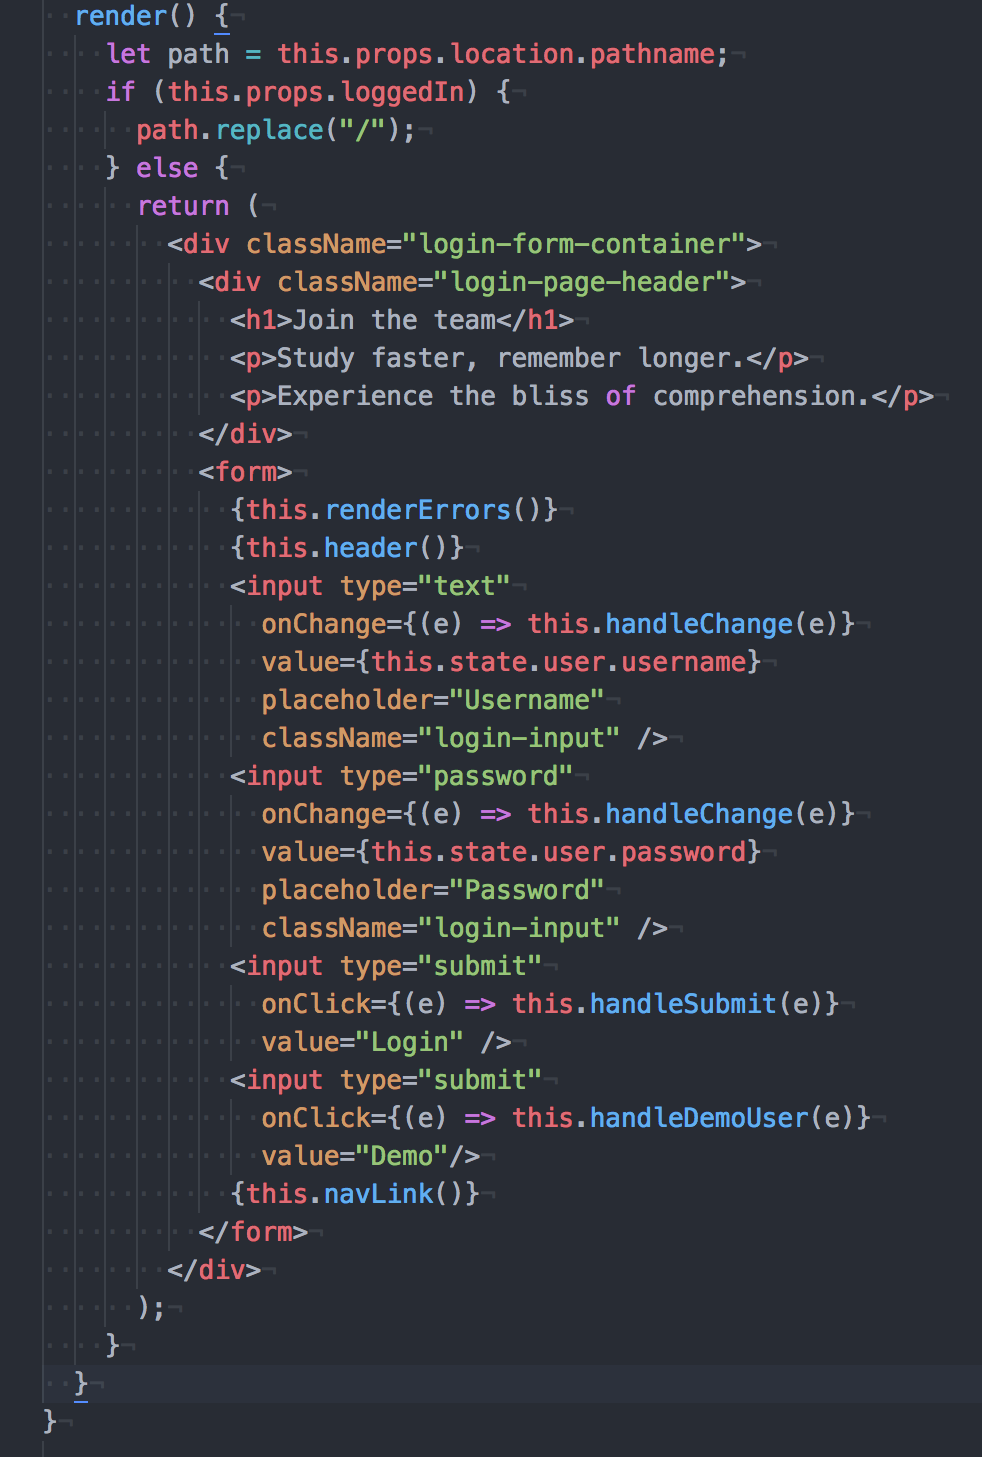 render() {
let path = this.props.location.pathname;
if (this.props.loggedIn) {
path.replace("/");
} else {
return (
<div className="login-form-container">
<div className="login-page-header">
<h1>Join the team</h1>
<p>Study faster, remember longer.</p>
<p>Experience the bliss of comprehension.</p>
</div>
<form>
{this.renderErrors()}
{this.header()}
<input type="text"
onChange={(e) => this.handleChange(e)}
value={this.state.user.username}
placeholder="Username"
className="login-input" />
<input type="password"
onChange={(e) => this.handleChange(e)}
value={this.state.user.password}
placeholder="Password"
className="login-input" />
<input type="submit"
onClick={(e) => this.handleSubmit(e)}
value="Login" />
<input type="submit"
onClick={(e) => this.handleDemoUser(e)}
value="Demo"/>
{this.navLink()}
</form>
</div>
);
}
}
}